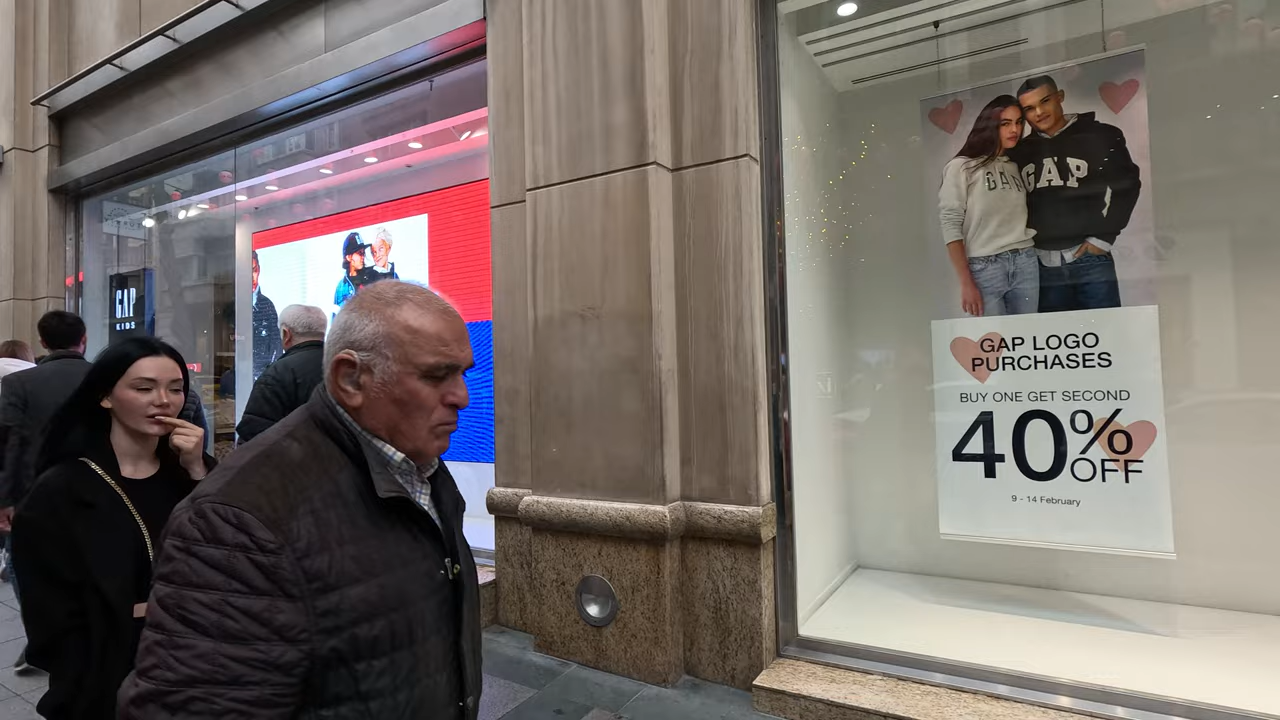 GAP
KIDS
GAP
GAP
GAP LOGO
PURCHASES
BUY ONE GET SECOND
40%
OFF
9 - 14 February